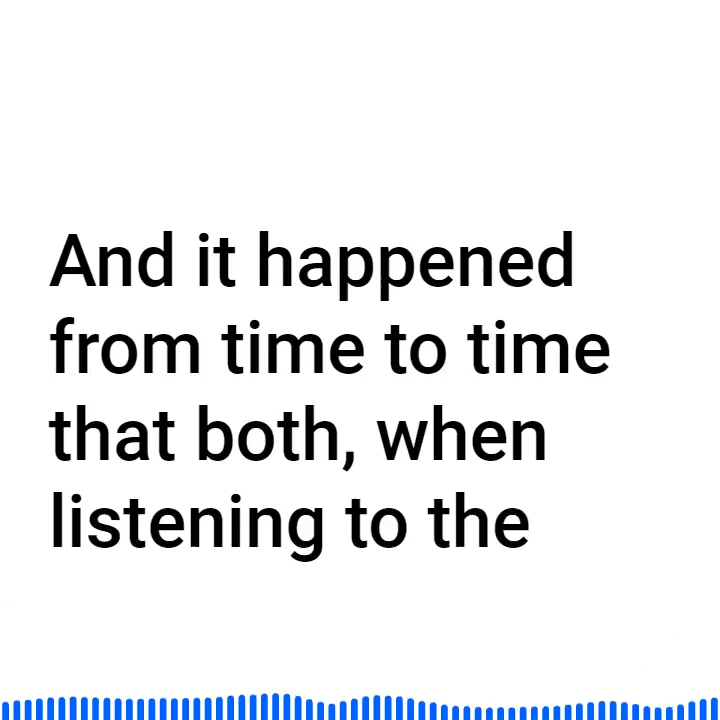 And it happened
from time to time
that both, when
listening to the